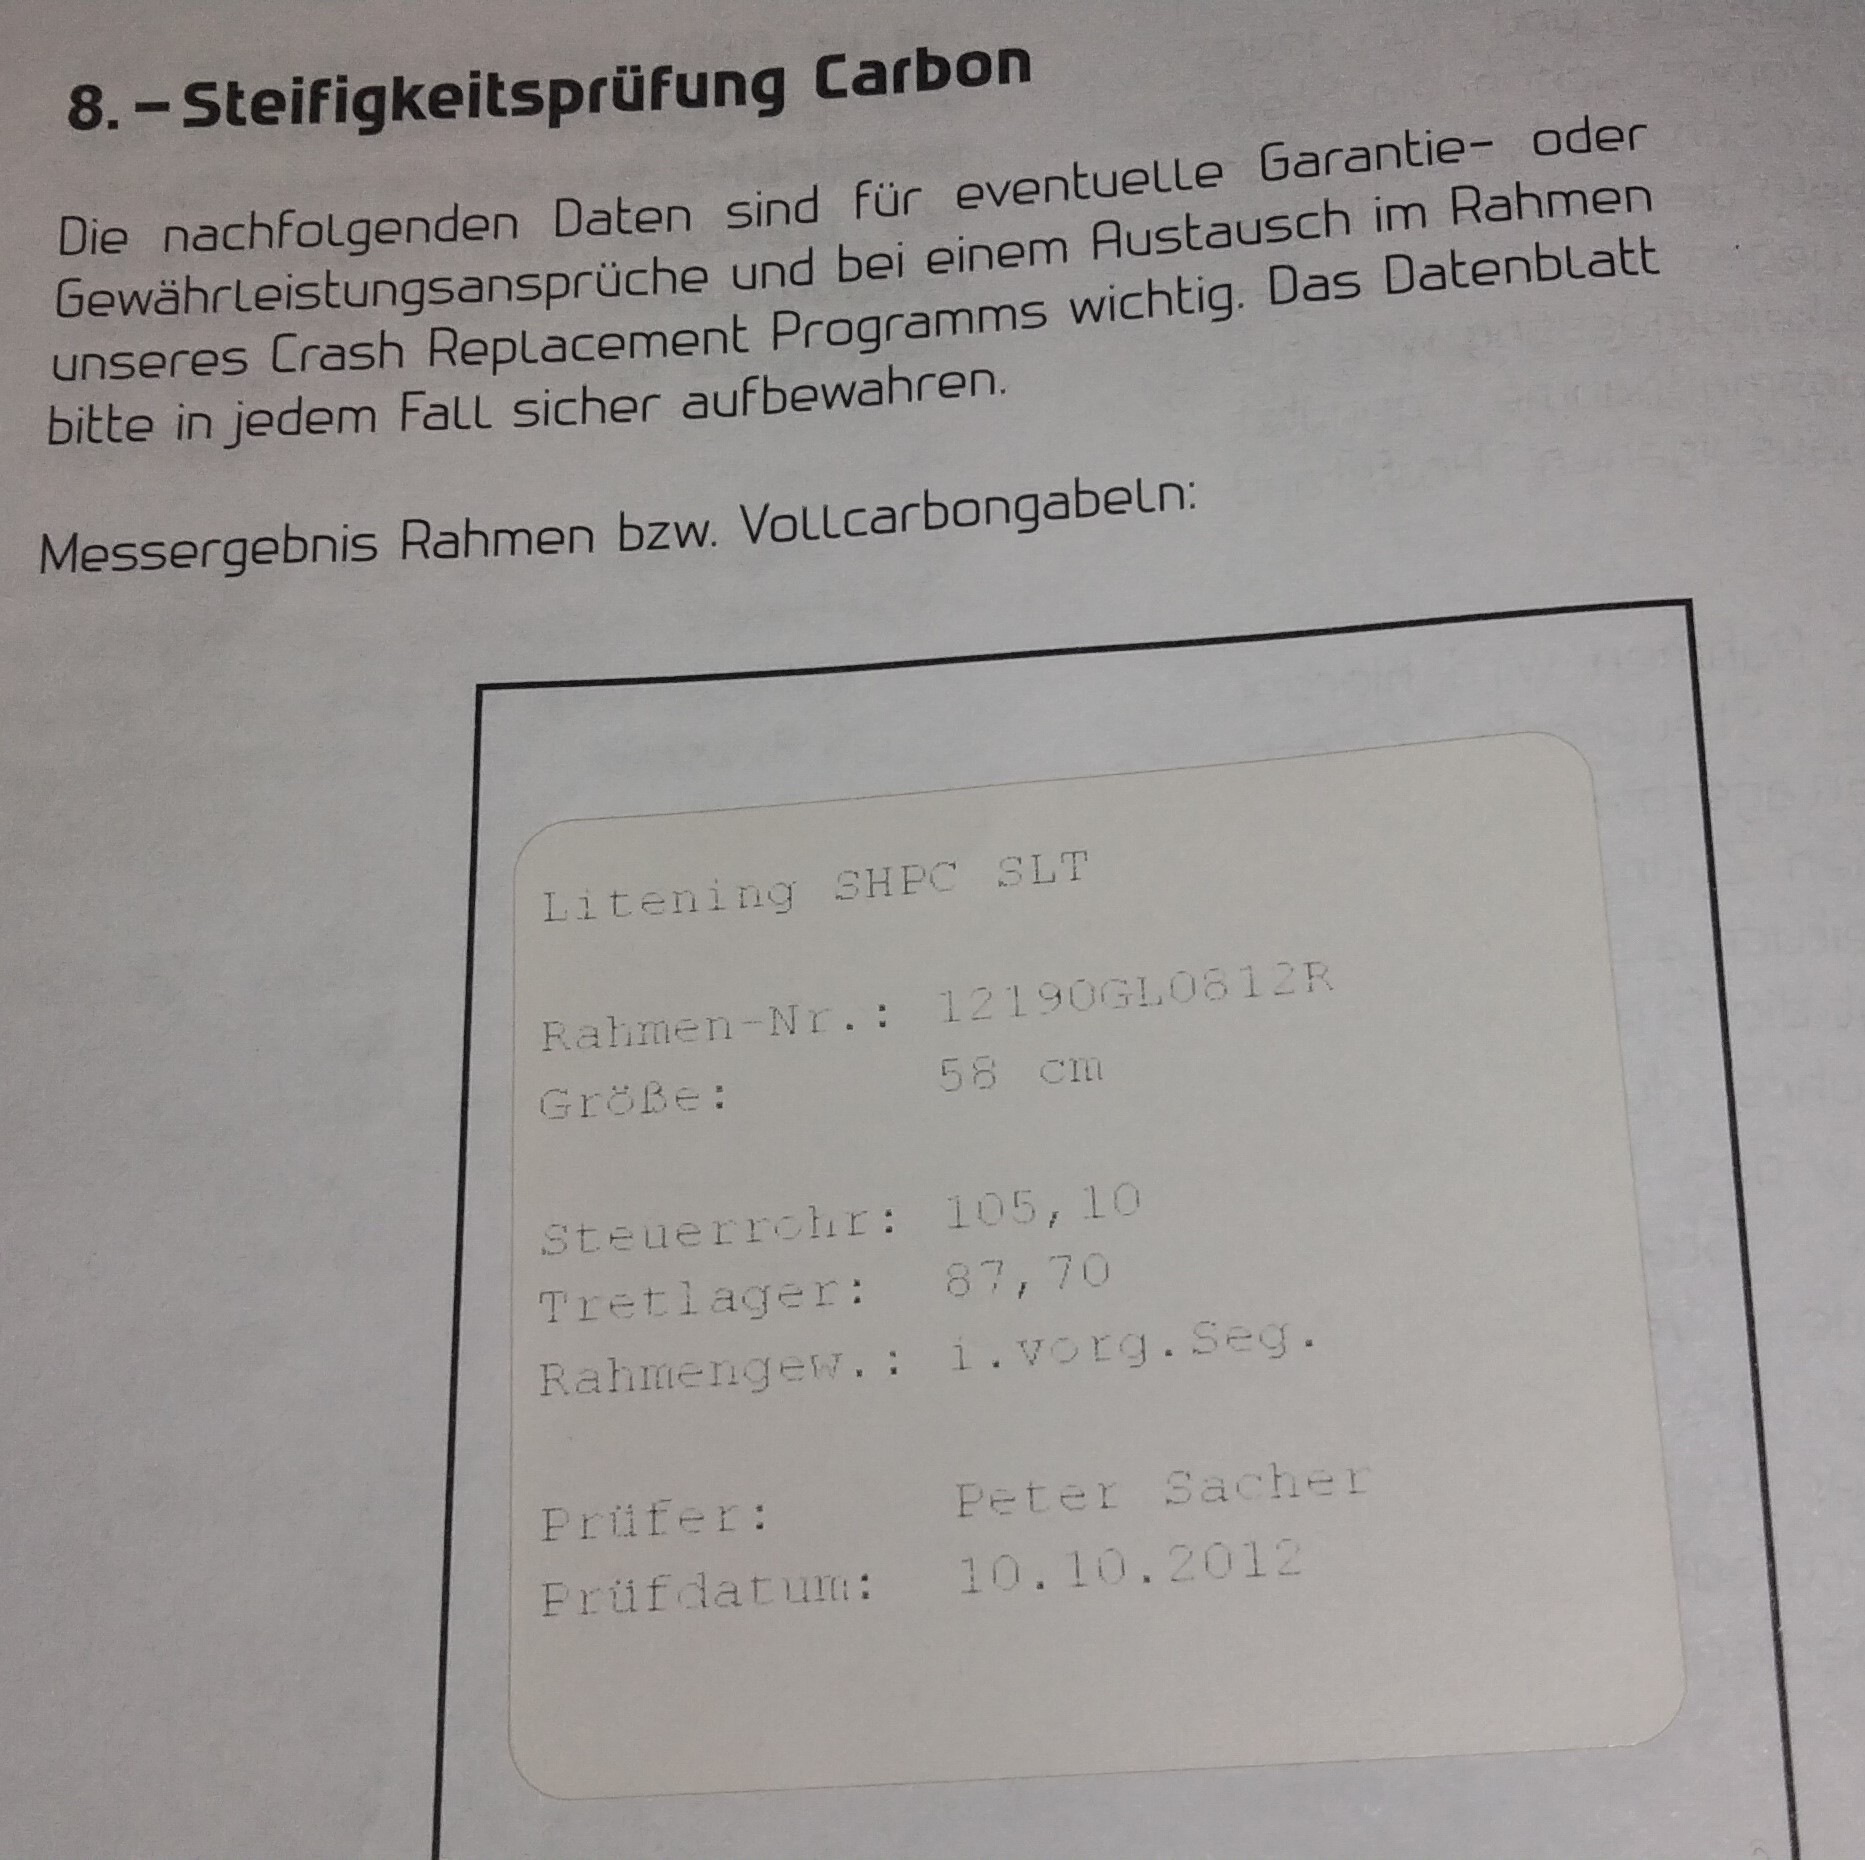 8. – Steifigkeitsprüfung Carbon
Die nachfolgenden Daten sind für eventuelle Garantie- oder
Gewährleistungsansprüche und bei einem Austausch im Rahmen
unseres Crash Replacement Programms wichtig. Das Datenblatt
bitte in jedem Fall sicher aufbewahren.
Messergebnis Rahmen bzw. Vollcarbongabeln:
Litening SHPC SLT
Rahmen-Nr.: 12190GL0812R
Größe: 58 cm
Steuerrohr: 105,10
Tretlager: 87,70
Rahmengew.: i.vorg.Seg.
Prüfer: Peter Sacher
Prüfdatum: 10.10.2012